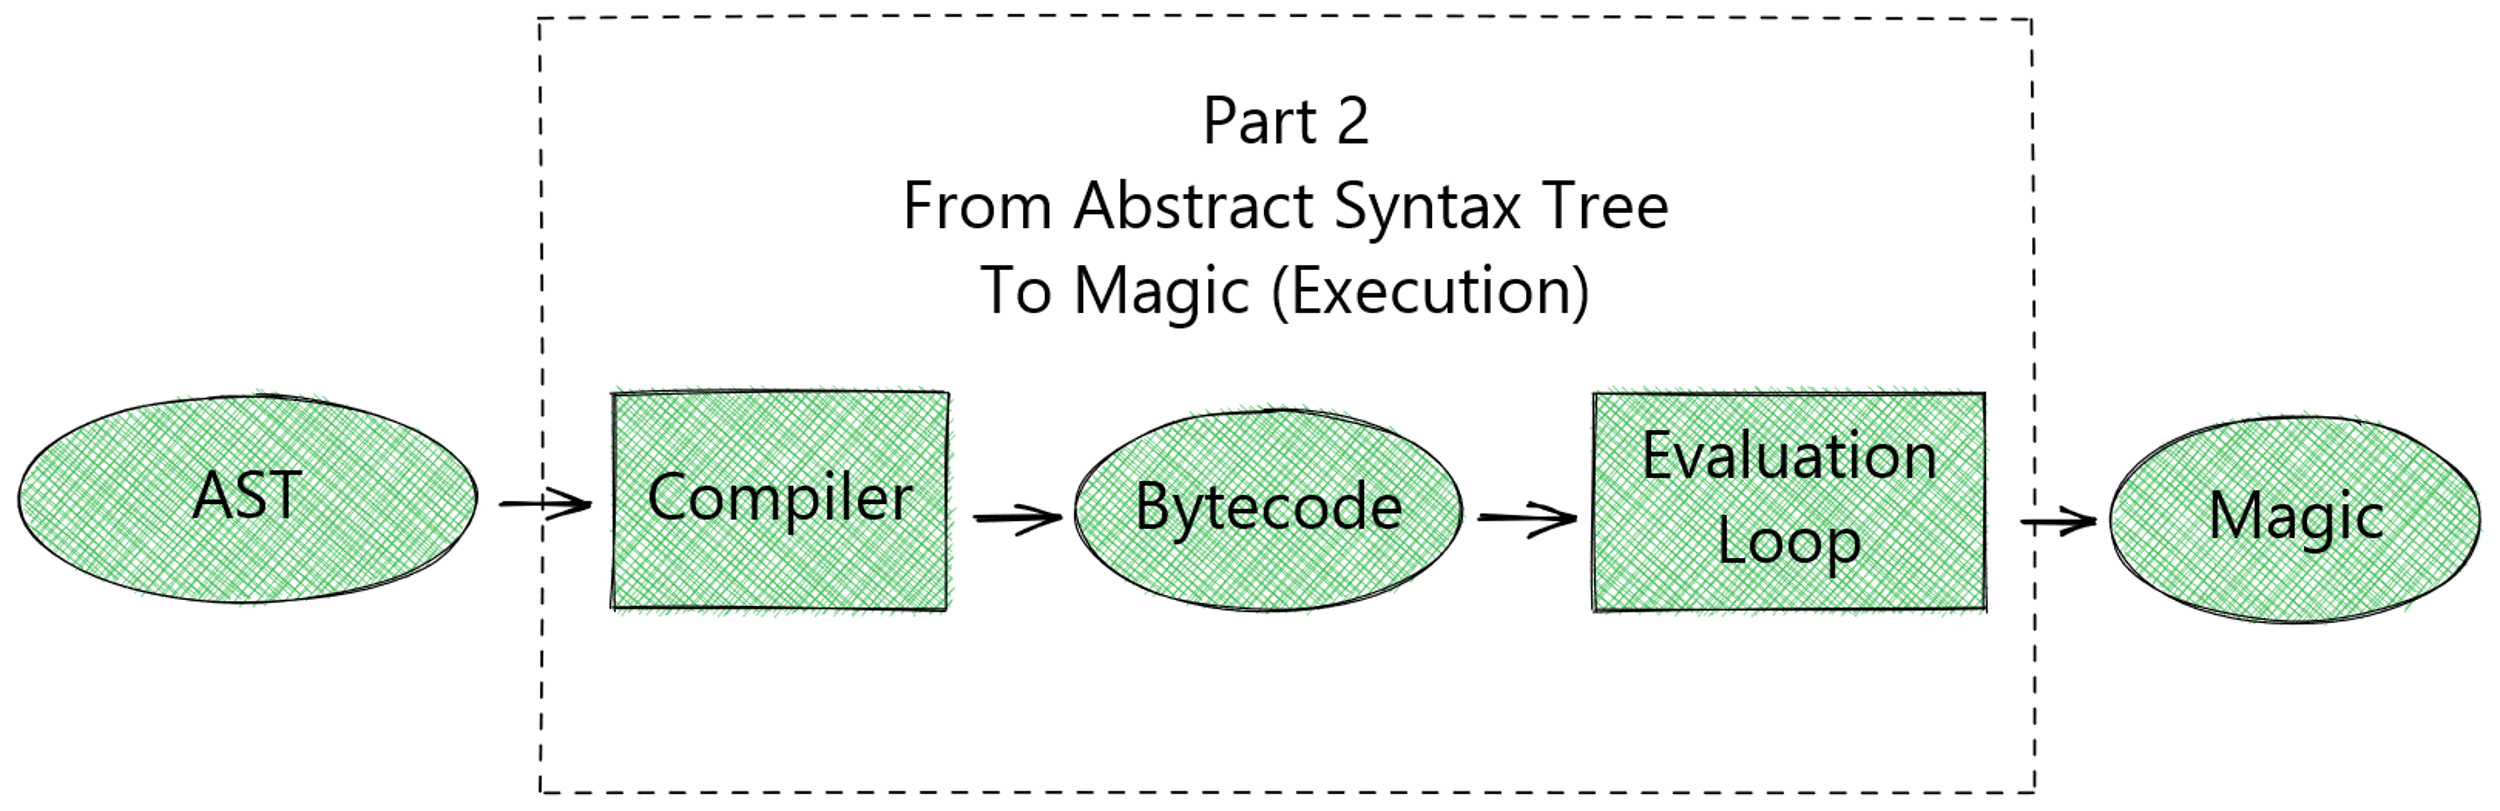 Part 2
From Abstract Syntax Tree
To Magic (Execution)
AST
Compiler
Bytecode
Evaluation
Loop
Magic